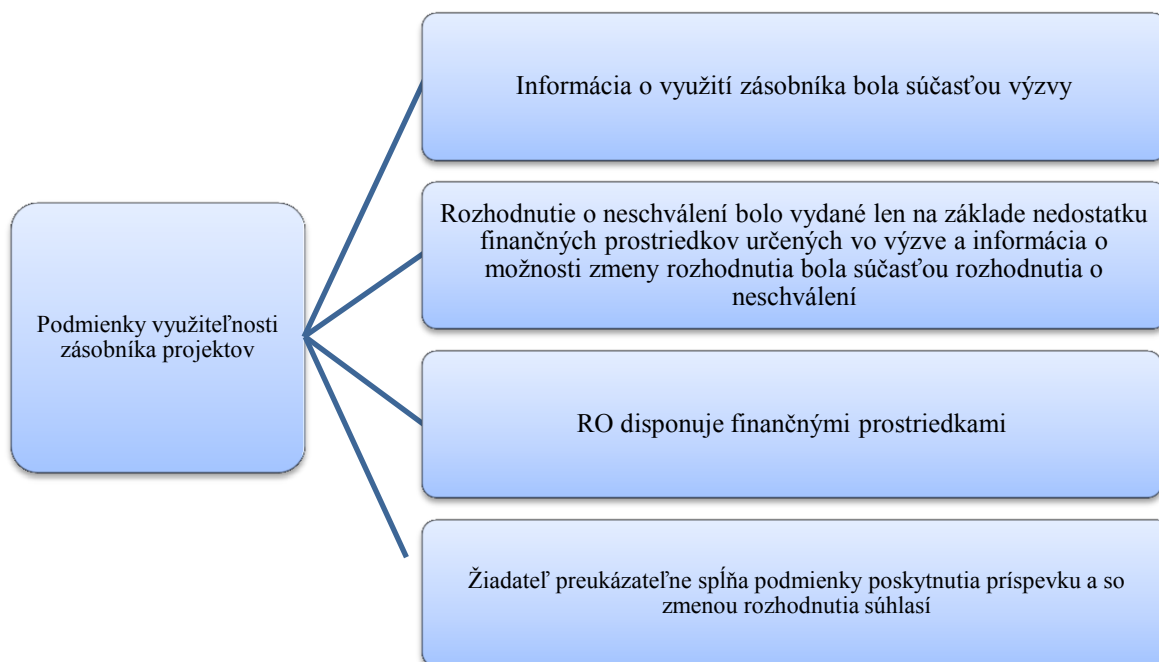 Informácia o využití zásobníka bola súčasťou výzvy
Rozhodnutie o neschválení bolo vydané len na základe nedostatku
finančných prostriedkov určených vo výzve a informácia o
možnosti zmeny rozhodnutia bola súčasťou rozhodnutia o
neschválení
Podmienky využiteľnosti
zásobníka projektov
RO disponuje finančnými prostriedkami
Žiadateľ preukázateľne spĺňa podmienky poskytnutia príspevku a so
zmenou rozhodnutia súhlasí